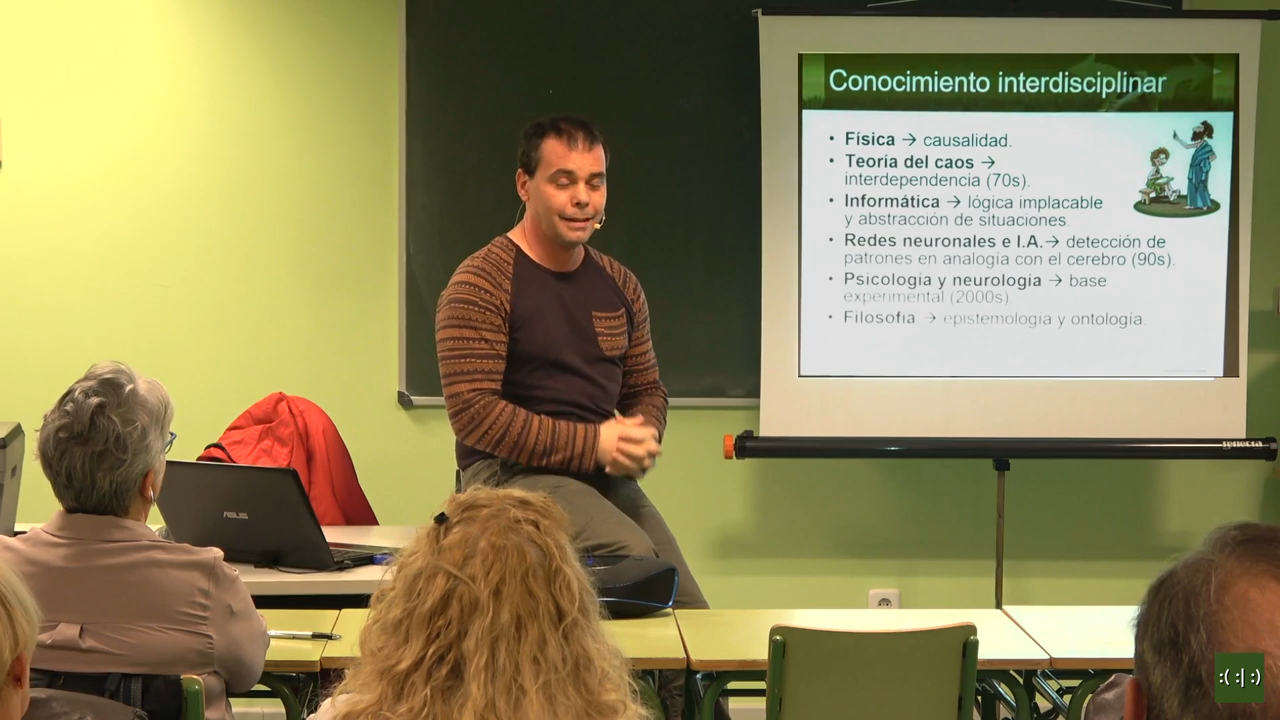 Conocimiento interdisciplinar
• Física → causalidad.
• Teoría del caos →
interdependencia (70s).
• Informática → lógica implacable
y abstracción de situaciones.
• Redes neuronales e I.A.→ detección de
patrones en analogía con el cerebro (90s).
• Psicología y neurología → base
experimental (2000s).
• Filosofía → epistemología y ontología.
ASUS
:( :| :)